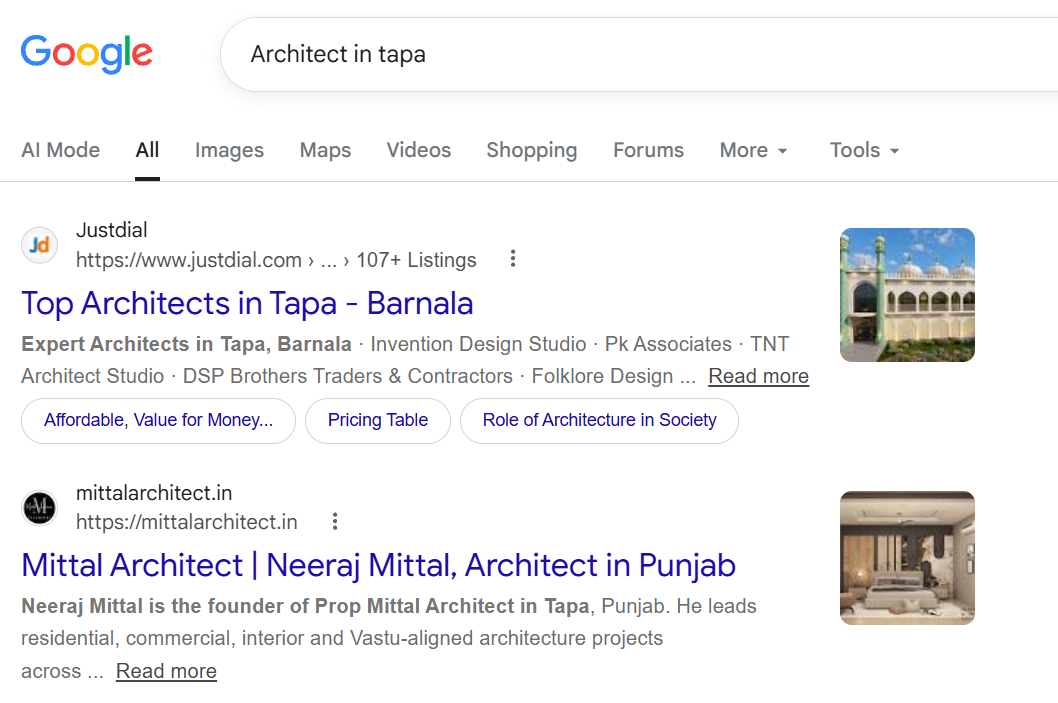 Google
Architect in tapa
AI Mode All Images Maps Videos Shopping Forums More Tools
Jd
Justdial
https://www.justdial.com › ... › 107+ Listings
Top Architects in Tapa - Barnala
Expert Architects in Tapa, Barnala · Invention Design Studio · Pk Associates · TNT
Architect Studio · DSP Brothers Traders & Contractors · Folklore Design ... Read more
Affordable, Value for Money... Pricing Table Role of Architecture in Society
mittalarchitect.in
https://mittalarchitect.in
Mittal Architect | Neeraj Mittal, Architect in Punjab
Neeraj Mittal is the founder of Prop Mittal Architect in Tapa, Punjab. He leads
residential, commercial, interior and Vastu-aligned architecture projects
across ... Read more